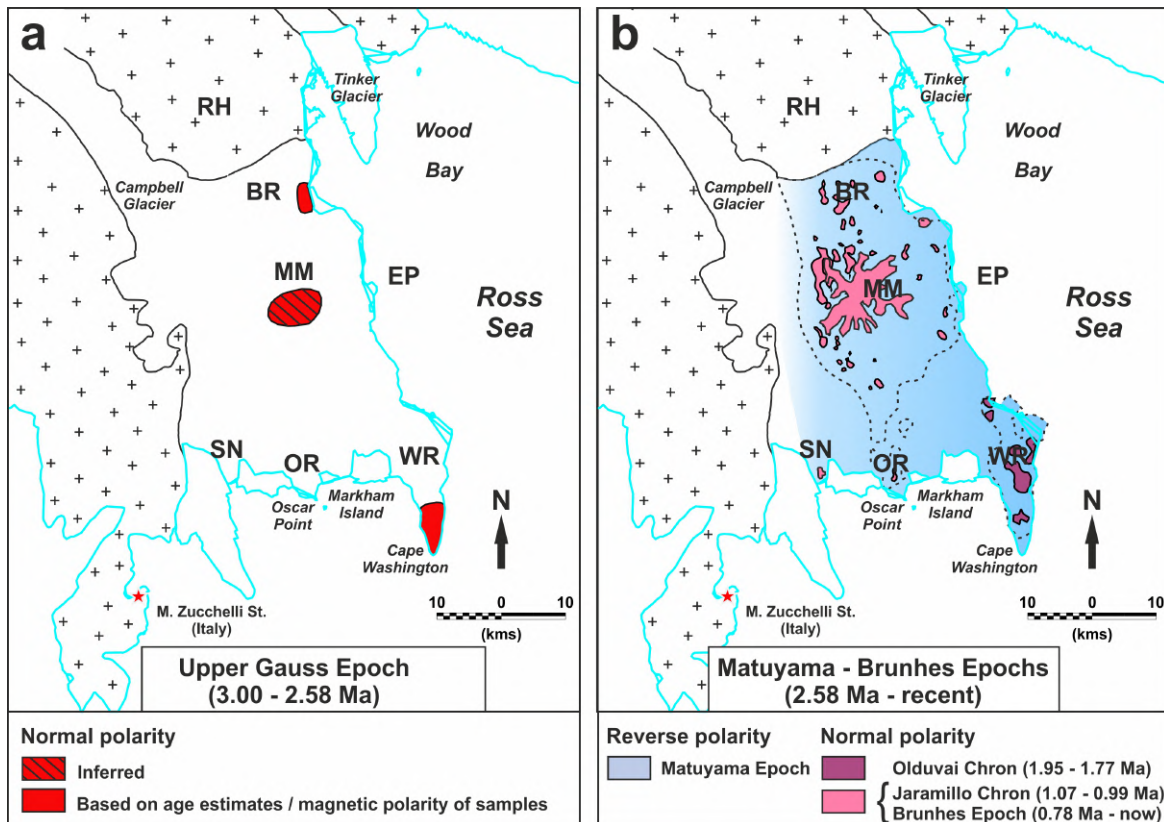 a
RH
Tinker
Glacier
Wood
Bay
Campbell
Glacier
BR
MM
EP
Ross
Sea
SN
OR
WR
Oscar
Point
Markham
Island
N
Cape
Washington
M. Zucchelli St.
(Italy)
10 0 10
(kms)
Upper Gauss Epoch
(3.00 - 2.58 Ma)
Normal polarity
Inferred
Based on age estimates / magnetic polarity of samples
b
RH
Tinker
Glacier
Wood
Bay
Campbell
Glacier
BR
MM
EP
Ross
Sea
SN
OR
WR
Oscar
Point
Markham
Island
N
Cape
Washington
M. Zucchelli St.
(Italy)
10 0 10
(kms)
Matuyama - Brunhes Epochs
(2.58 Ma - recent)
Reverse polarity
Matuyama Epoch
Normal polarity
Olduvai Chron (1.95 - 1.77 Ma)
Jaramillo Chron (1.07 - 0.99 Ma)
Brunhes Epoch (0.78 Ma - now)